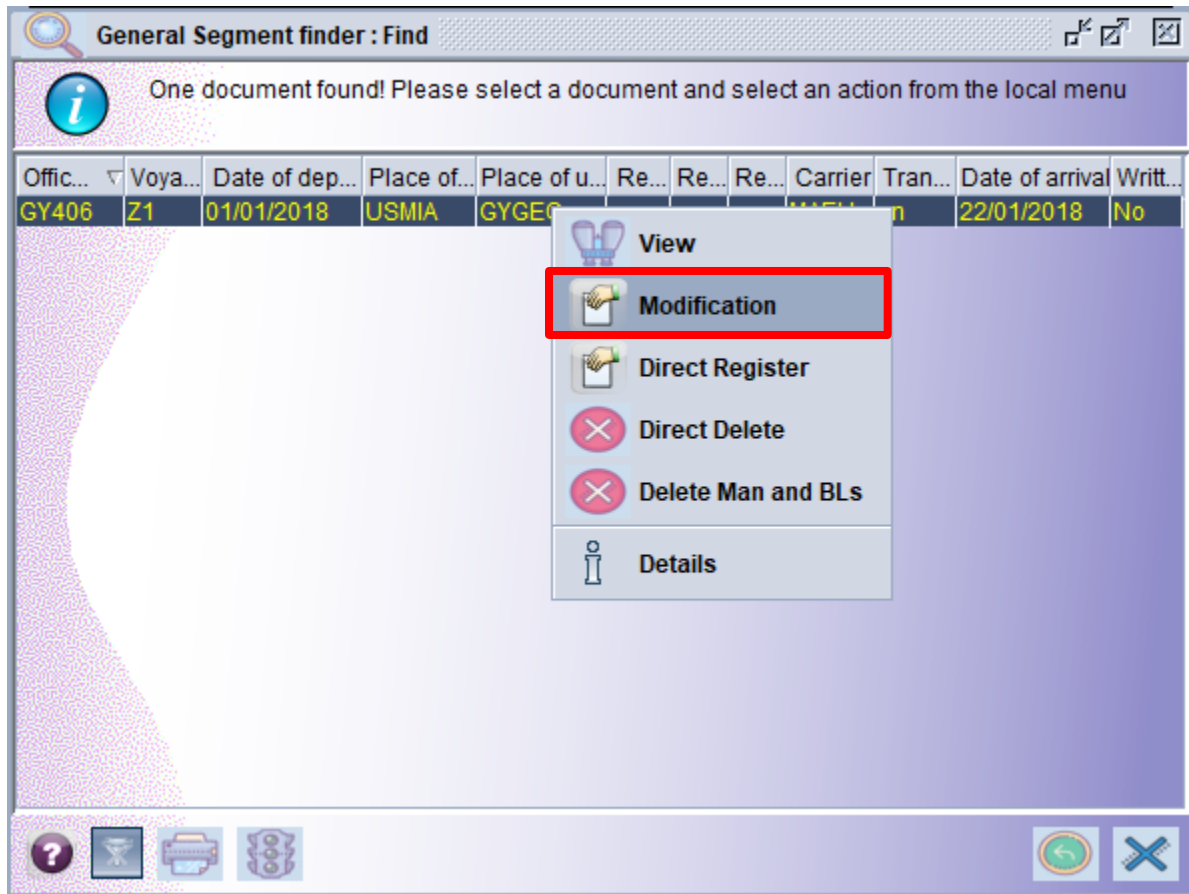 General Segment finder : Find
One document found! Please select a document and select an action from the local menu
Offic... Voya... Date of dep... Place of... Place of u... Re... Re... Re... Carrier Tran... Date of arrival Writt...
GY406 Z1 01/01/2018 USMIA 22/01/2018 No
View
Modification
Direct Register
Direct Delete
Delete Man and BLs
Details